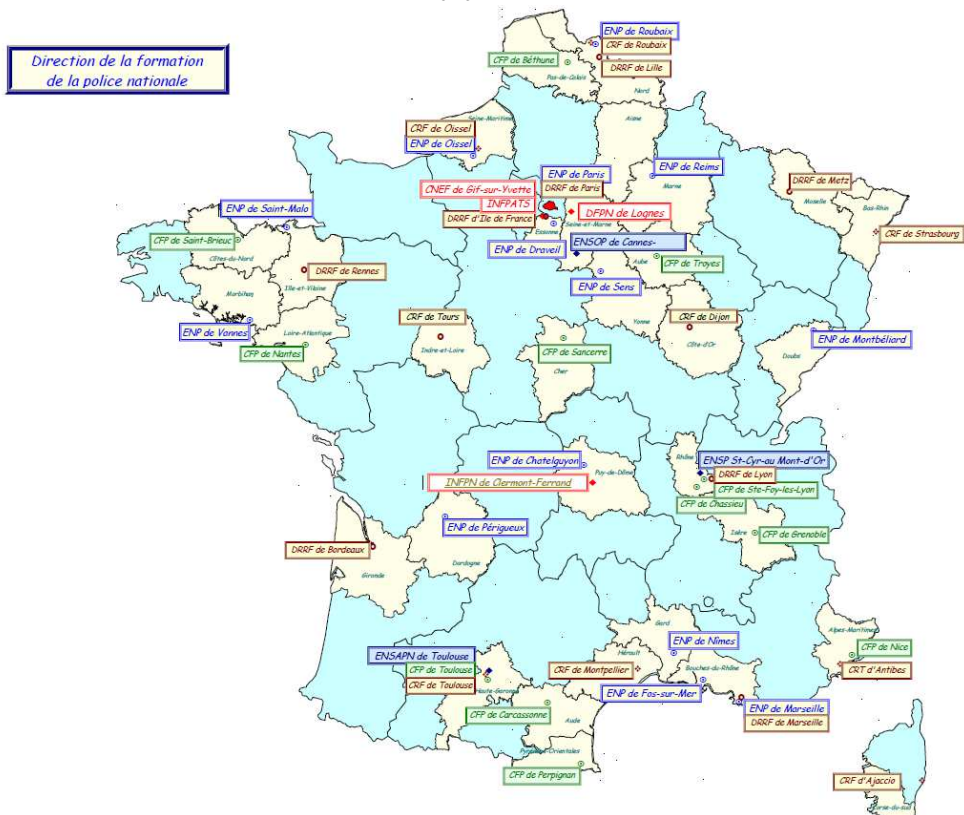 Direction de la formation
de la police nationale
ENP de Roubaix
CRF de Roubaix
CFP de Béthune
DRRF de Lille
Pas-de-Calais
Nord
Aisne
Seine-Maritime
CRF de Oissel
ENP de Oissel
ENP de Paris
DRRF de Paris
ENP de Reims
Marne
CNEF de Gif-sur-Yvette
INFPATS
DRRF d'Ile de France
DFPN de Lognes
Essonne
Seine-et-Marne
DRRF de Metz
Moselle
Bas-Rhin
CRF de Strasbourg
ENP de Saint-Malo
CFP de Saint-Brieuc
Côtes-du-Nord
DRRF de Rennes
Ille-et-Vilaine
Morbihan
ENP de Vannes
Loire-Atlantique
CFP de Nantes
ENP de Draveil
ENSOP de Cannes-
Aube
CFP de Troyes
ENP de Sens
Yonne
CRF de Tours
Indre-et-Loire
CFP de Sancerre
Cher
CRF de Dijon
Côte-d'Or
Doubs
ENP de Montbéliard
ENP de Chatelguyon
Puy-de-Dôme
INFPN de Clermont-Ferrand
Rhône
ENSP St-Cyr-au Mont-d'Or
DRRF de Lyon
CFP de Ste-Foy-les-Lyon
CFP de Chassieu
Isère
CFP de Grenoble
ENP de Périgueux
Dordogne
DRRF de Bordeaux
Gironde
Gard
ENP de Nîmes
Hérault
CRF de Montpellier
Bouches-du-Rhône
ENP de Fos-sur-Mer
ENP de Marseille
DRRF de Marseille
Alpes-Maritimes
CFP de Nice
CRT d'Antibes
ENSAPN de Toulouse
CFP de Toulouse
CRF de Toulouse
Haute-Garonne
CFP de Carcassonne
Aude
Pyrénées-Orientales
CFP de Perpignan
CRF d'Ajaccio
Corse-du-sud